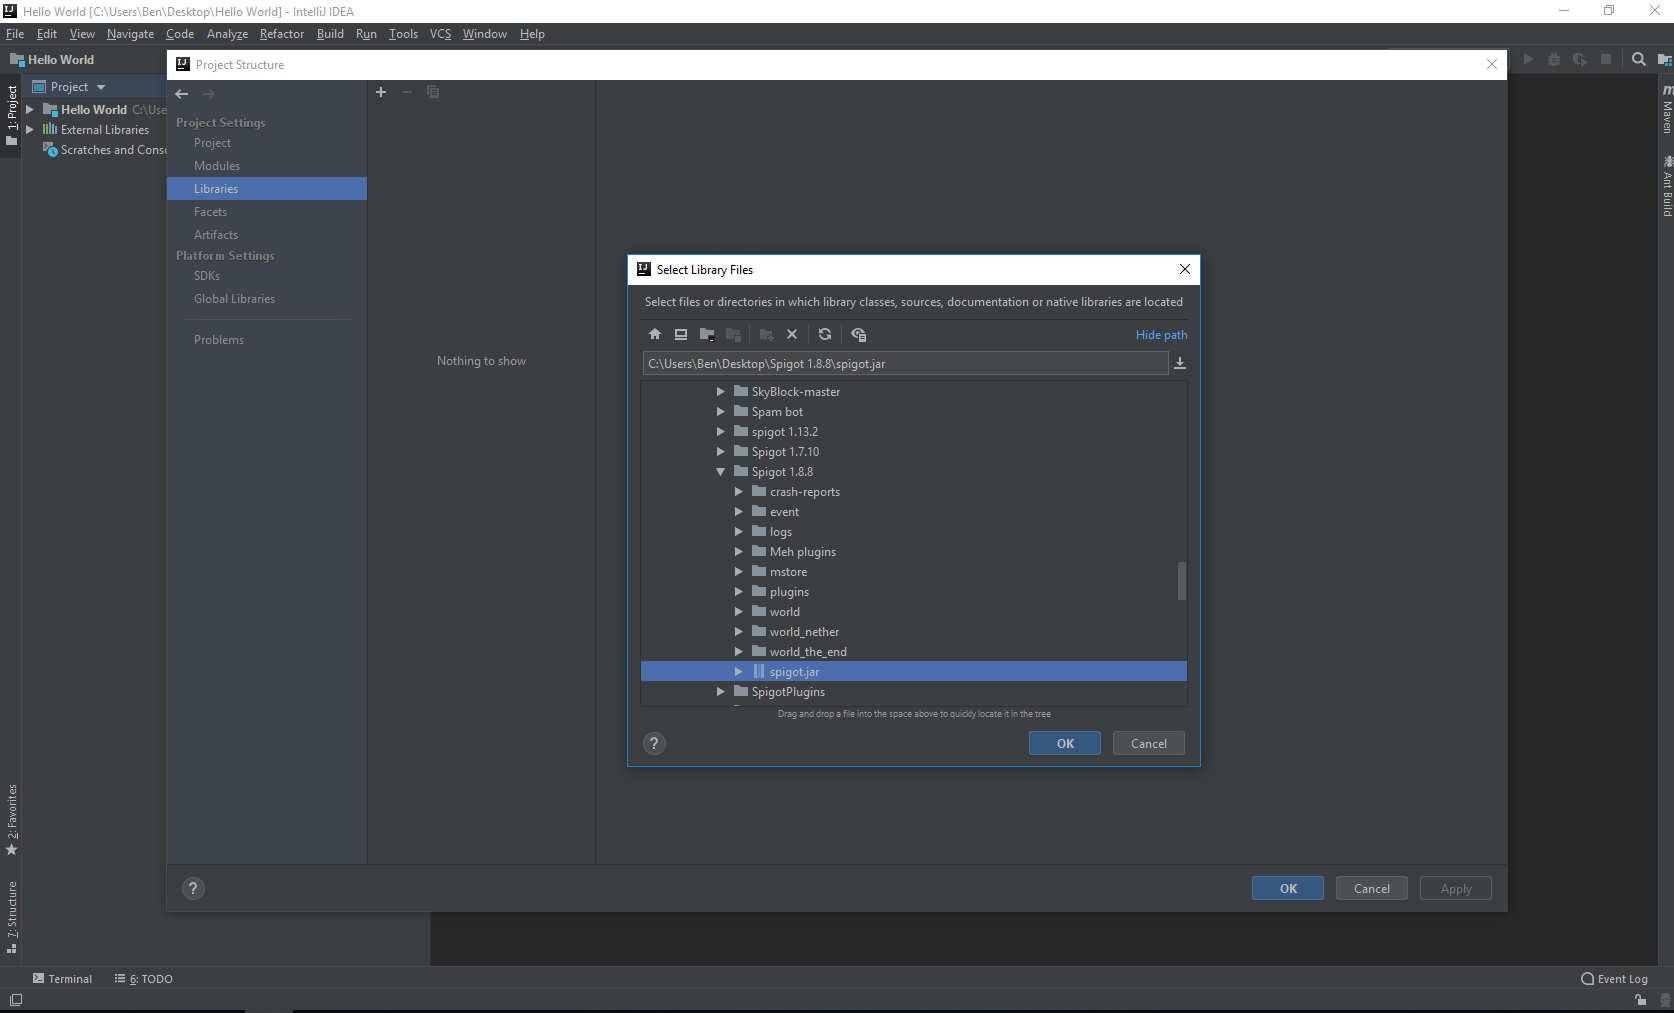 Hello World [C:\Users\Ben\Desktop\Hello World] - IntelliJ IDEA
File Edit View Navigate Code Analyze Refactor Build Run Tools VCS Window Help
Hello World
Project Structure
1: Project
Project
Hello World C:\Use
External Libraries
Scratches and Conso
Project Settings
Project
Modules
Libraries
Facets
Artifacts
Platform Settings
SDKs
Global Libraries
Problems
Nothing to show
Select Library Files
Select files or directories in which library classes, sources, documentation or native libraries are located
Hide path
C:\Users\Ben\Desktop\Spigot 1.8.8\spigot.jar
SkyBlock-master
Spam bot
spigot 1.13.2
Spigot 1.7.10
Spigot 1.8.8
crash-reports
event
logs
Meh plugins
mstore
plugins
world
world_nether
world_the_end
spigot.jar
SpigotPlugins
Drag and drop a file into the space above to quickly locate it in the tree
? OK Cancel
? OK Cancel Apply
Maven
Ant Build
2: Favorites
7: Structure
Terminal 6: TODO Event Log